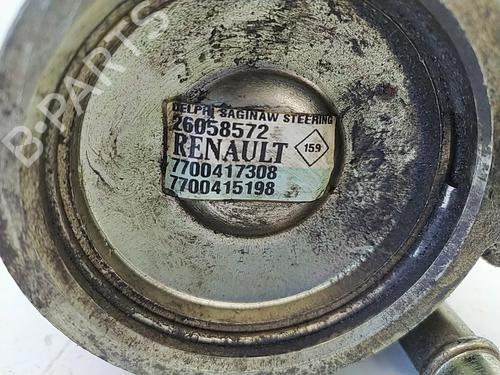 DELPHI SAGINAW STEERING
26058572
RENAULT
159
7700417308
7700415198
B-PARTS